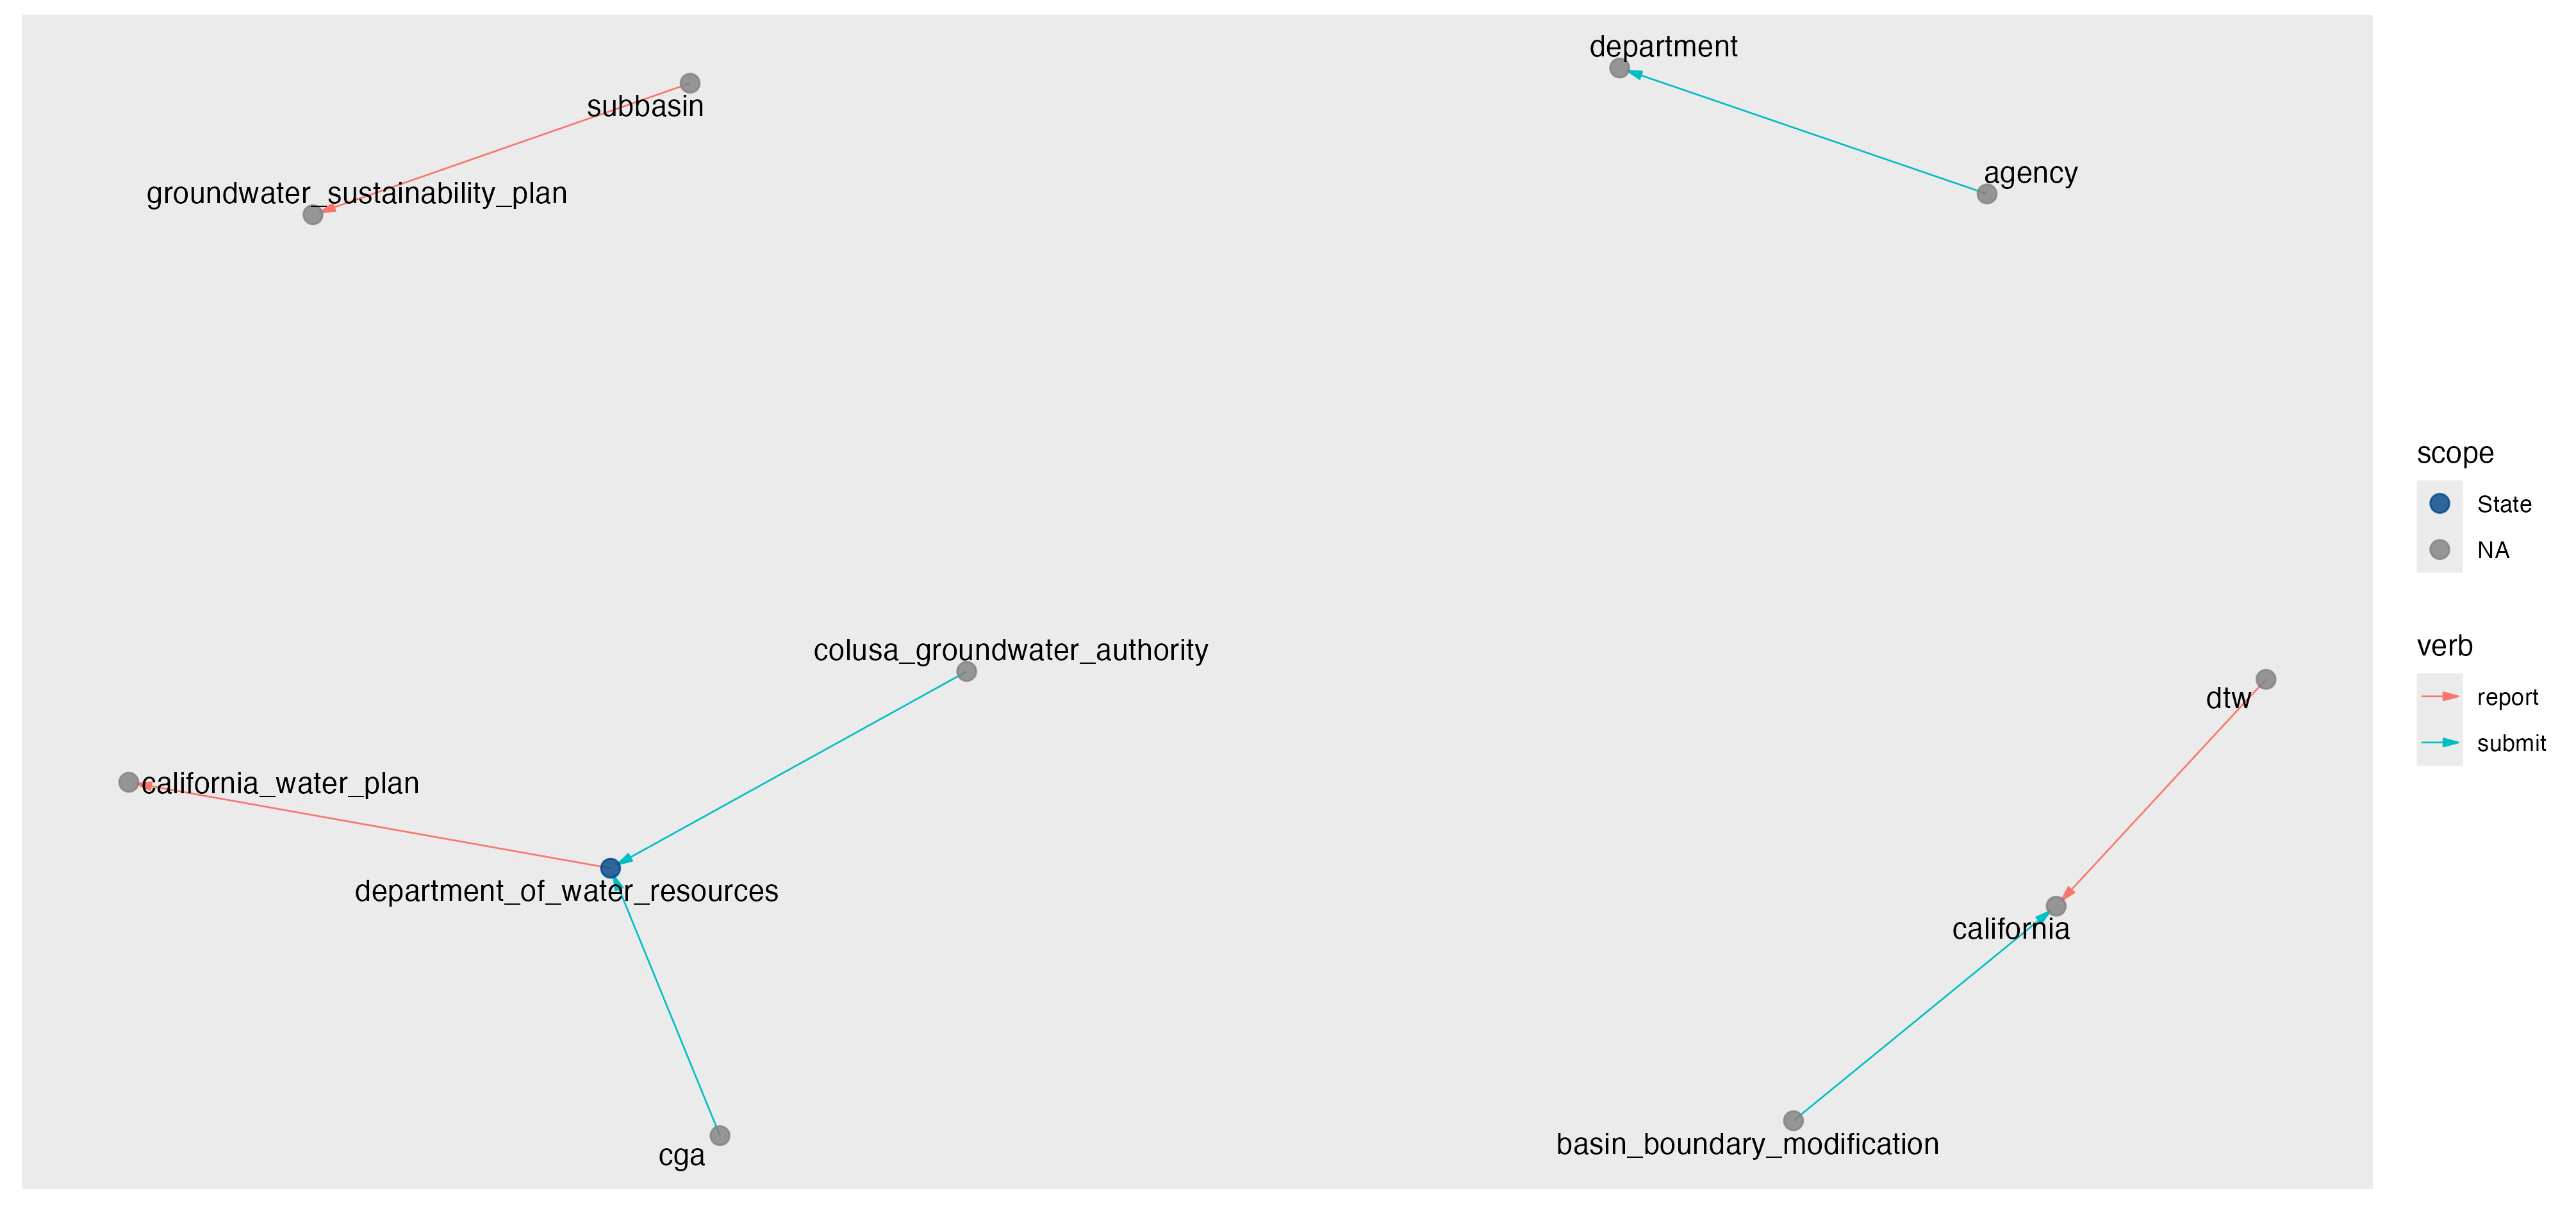 department
subbasin
agency
groundwater_sustainability_plan
scope
State
NA
colusa_groundwater_authority
verb
dtw
report
submit
california_water_plan
department_of_water_resources
california
basin_boundary_modification
cga